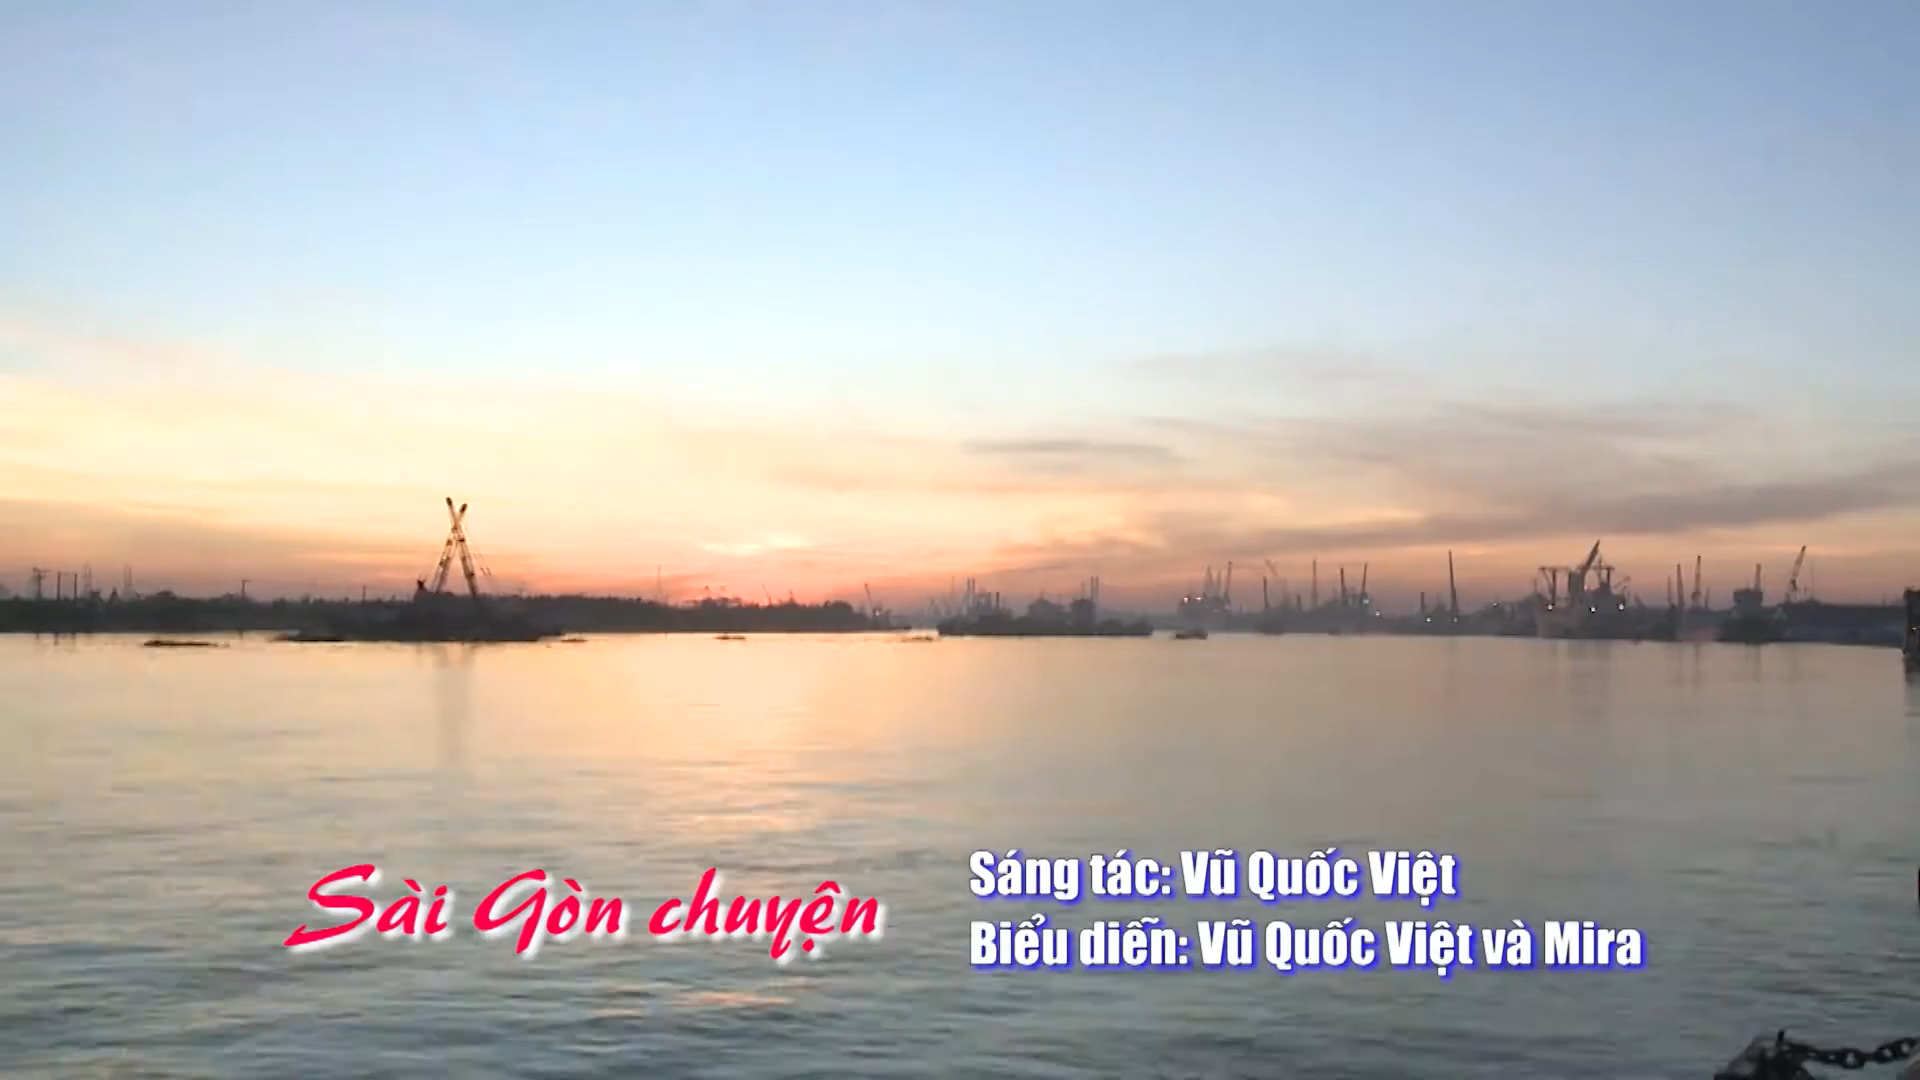 Sài Gòn chuyện
Sáng tác: Vũ Quốc Việt
Biểu diễn: Vũ Quốc Việt và Mira